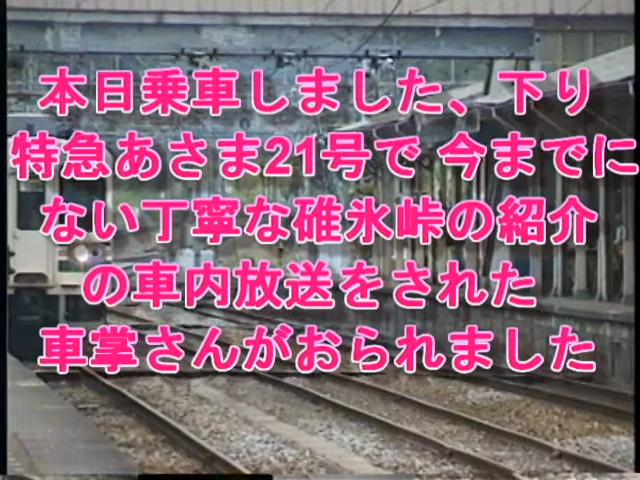 本日乗車しました、下り
特急あさま21号で 今までに
ない丁寧な碓氷峠の紹介
の車内放送をされた
車掌さんがおられました